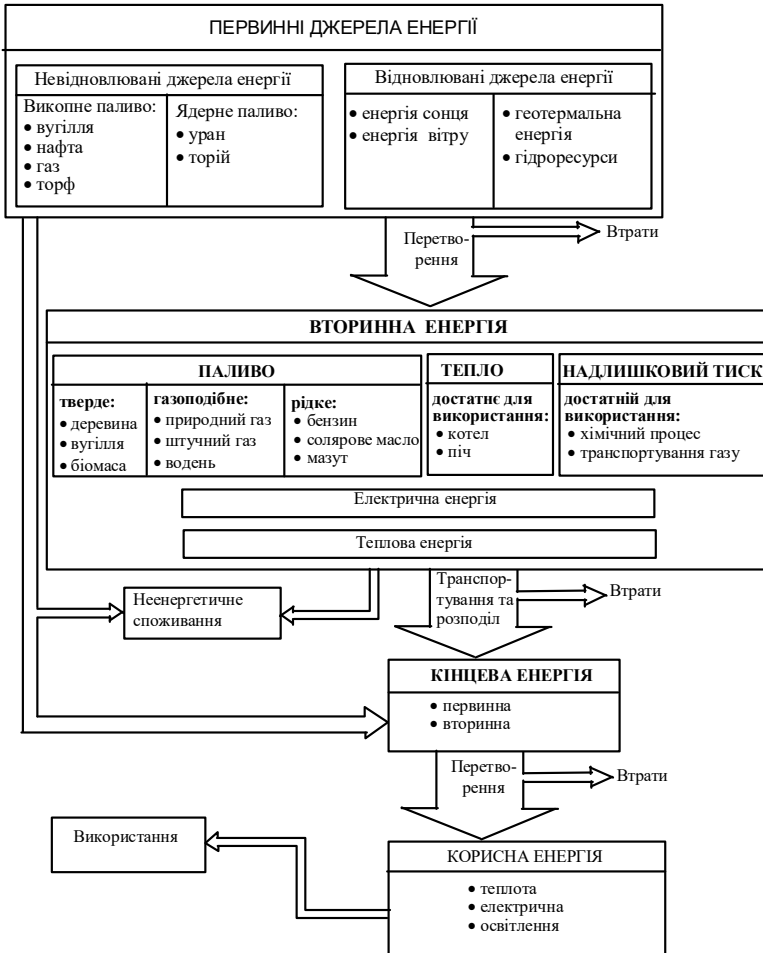 ПЕРВИННІ ДЖЕРЕЛА ЕНЕРГІЇ
Невідновлювані джерела енергії
Викопне паливо:
• вугілля
• нафта
• газ
• торф
Ядерне паливо:
• уран
• торій
Відновлювані джерела енергії
• енергія сонця
• енергія вітру
• геотермальна
енергія
• гідроресурси
Перетво-
рення
Втрати
ВТОРИННА ЕНЕРГІЯ
ПАЛИВО
тверде:
• деревина
• вугілля
• біомаса
газоподібне:
• природний газ
• штучний газ
• водень
рідке:
• бензин
• солярове масло
• мазут
ТЕПЛО
достатнє для
використання:
• котел
• піч
НАДЛИШКОВИЙ ТИСК
достатній для
використання:
• хімічний процес
• транспортування газу
Електрична енергія
Теплова енергія
Неенергетичне
споживання
Транспор-
тування та
розподіл
Втрати
КІНЦЕВА ЕНЕРГІЯ
• первинна
• вторинна
Перетво-
рення
Втрати
Використання
КОРИСНА ЕНЕРГІЯ
• теплота
• електрична
• освітлення